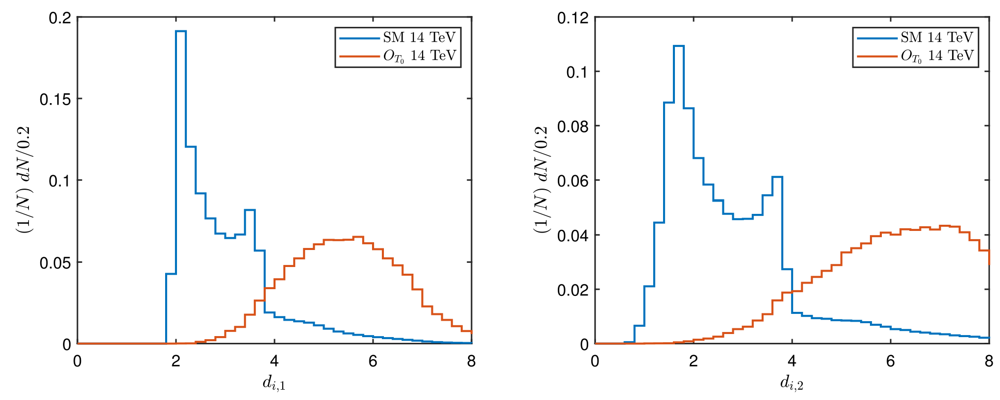 0.2
0.15
0.1
0.05
0
(1/N) dN/0.2
SM 14 TeV
O_{T_0} 14 TeV
0 2 4 6 8
d_{i,1}
0.12
0.1
0.08
0.06
0.04
0.02
0
(1/N) dN/0.2
SM 14 TeV
O_{T_0} 14 TeV
0 2 4 6 8
d_{i,2}